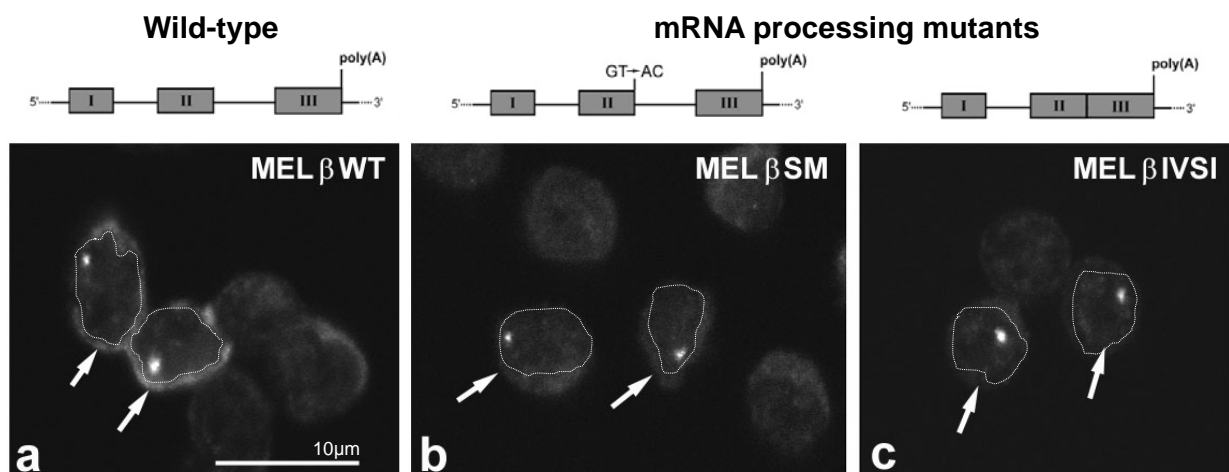 Wild-type
mRNA processing mutants
poly(A)
5' I II III 3'
GT→AC
poly(A)
5' I II III 3'
poly(A)
5' I II III 3'
MEL β WT
a
10μm
MEL β SM
b
MEL β IVSI
c